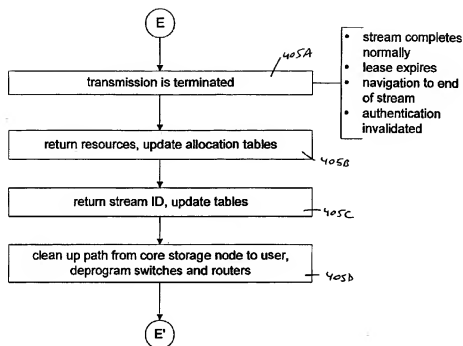 E
405A
transmission is terminated
• stream completes
normally
• lease expires
• navigation to end
of stream
• authentication
invalidated
return resources, update allocation tables
405B
return stream ID, update tables
405C
clean up path from core storage node to user,
deprogram switches and routers
405D
E'